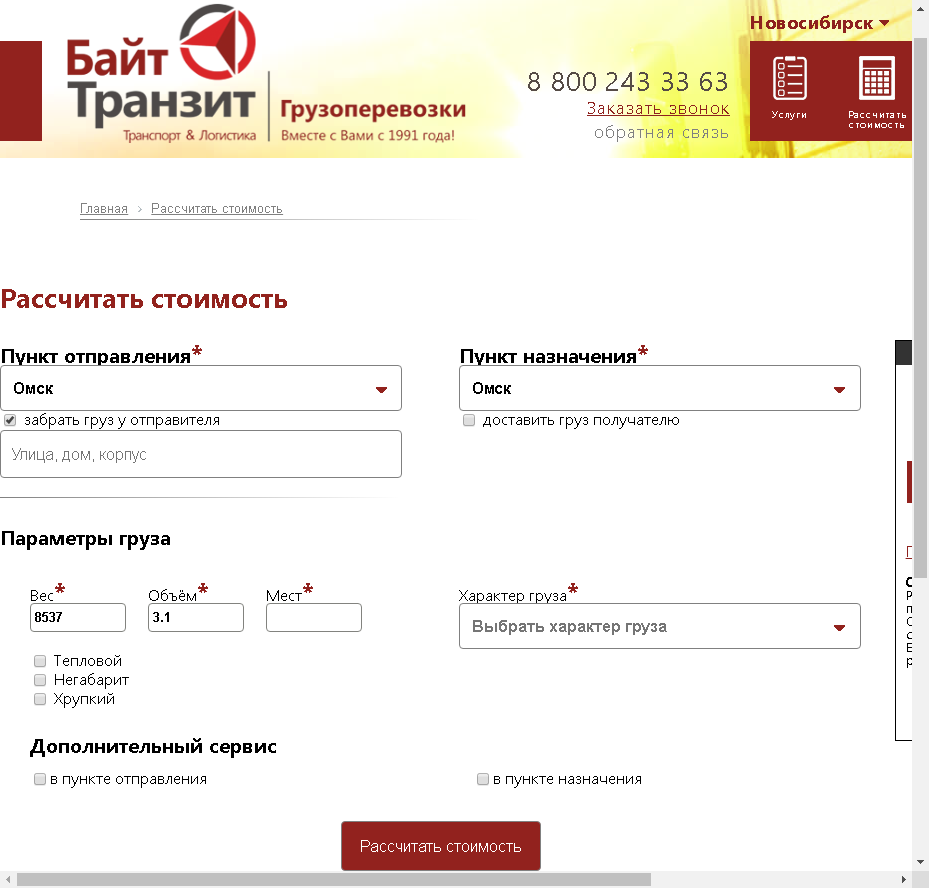 Новосибирск
Байт
Транзит
Транспорт & Логистика
Грузоперевозки
Вместе с Вами с 1991 года!
8 800 243 33 63
Заказать звонок
обратная связь
Услуги
Рассчитать
стоимость
Главная › Рассчитать стоимость
Рассчитать стоимость
Пункт отправления* Пункт назначения*
Омск Омск
забрать груз у отправителя доставить груз получателю
Улица, дом, корпус
Параметры груза
Вес* Объём* Мест* Характер груза*
8537 3.1 Выбрать характер груза
Тепловой
Негабарит
Хрупкий
Дополнительный сервис
в пункте отправления в пункте назначения
Рассчитать стоимость